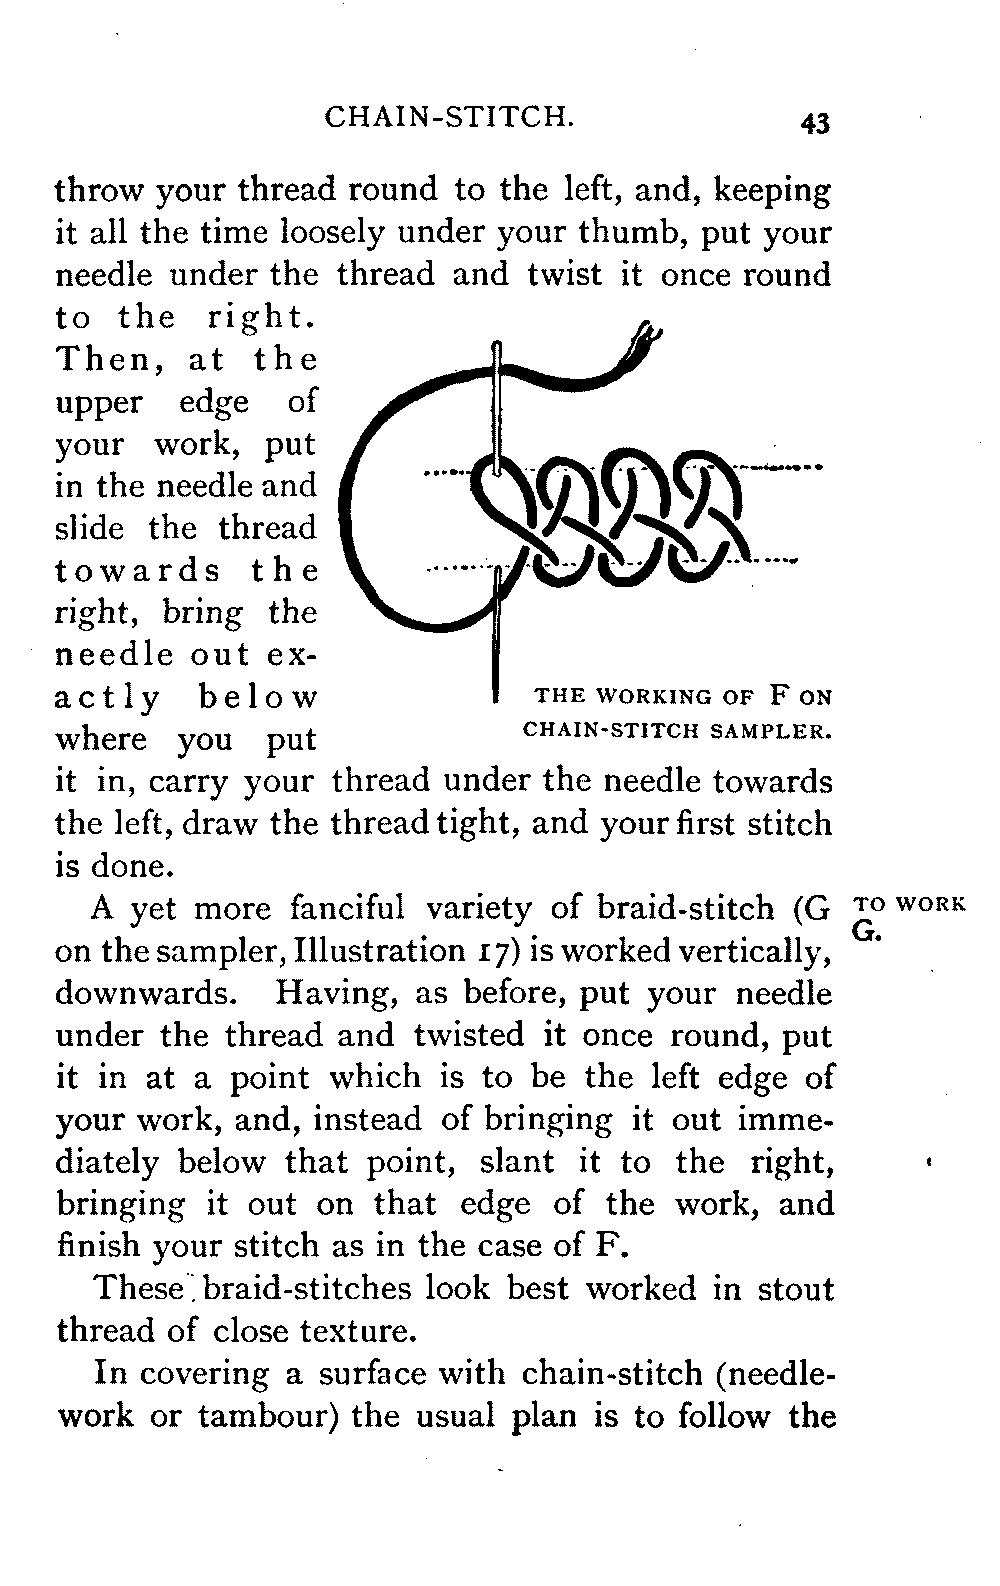 CHAIN-STITCH. 43
throw your thread round to the left, and, keeping
it all the time loosely under your thumb, put your
needle under the thread and twist it once round
to the right.
Then, at the
upper edge of
your work, put
in the needle and
slide the thread
towards the
right, bring the
needle out ex-
actly below
where you put
THE WORKING OF F ON
CHAIN-STITCH SAMPLER.
it in, carry your thread under the needle towards
the left, draw the thread tight, and your first stitch
is done.
A yet more fanciful variety of braid-stitch (G
TO WORK
G.
on the sampler, Illustration 17) is worked vertically,
downwards. Having, as before, put your needle
under the thread and twisted it once round, put
it in at a point which is to be the left edge of
your work, and, instead of bringing it out imme-
diately below that point, slant it to the right,
bringing it out on that edge of the work, and
finish your stitch as in the case of F.
These braid-stitches look best worked in stout
thread of close texture.
In covering a surface with chain-stitch (needle-
work or tambour) the usual plan is to follow the